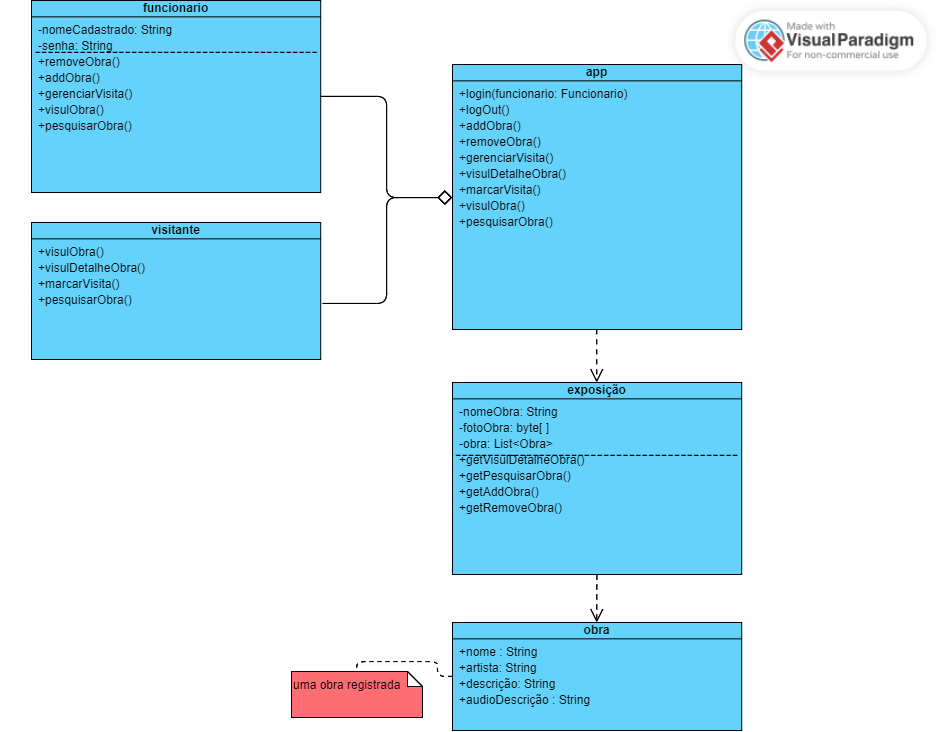 funcionario
-nomeCadastrado: String
-senha: String
+removeObra()
+addObra()
+gerenciarVisita()
+visulObra()
+pesquisarObra()
visitante
+visulObra()
+visulDetalheObra()
+marcarVisita()
+pesquisarObra()
Made with
Visual Paradigm
For non-commercial use
app
+login(funcionario: Funcionario)
+logOut()
+addObra()
+removeObra()
+gerenciarVisita()
+visulDetalheObra()
+marcarVisita()
+visulObra()
+pesquisarObra()
exposição
-nomeObra: String
-fotoObra: byte[ ]
-obra: List<Obra>
+getVisulDetalheObra()
+getPesquisarObra()
+getAddObra()
+getRemoveObra()
obra
+nome : String
+artista: String
+descrição: String
+audioDescrição : String
uma obra registrada